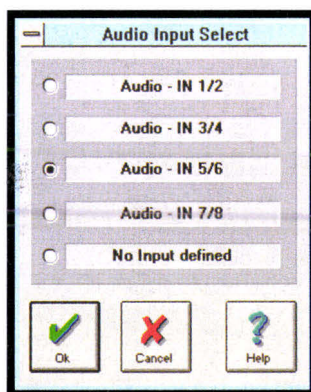 Audio Input Select
Audio - IN 1/2
Audio - IN 3/4
Audio - IN 5/6
Audio - IN 7/8
No Input defined
Ok
Cancel
Help